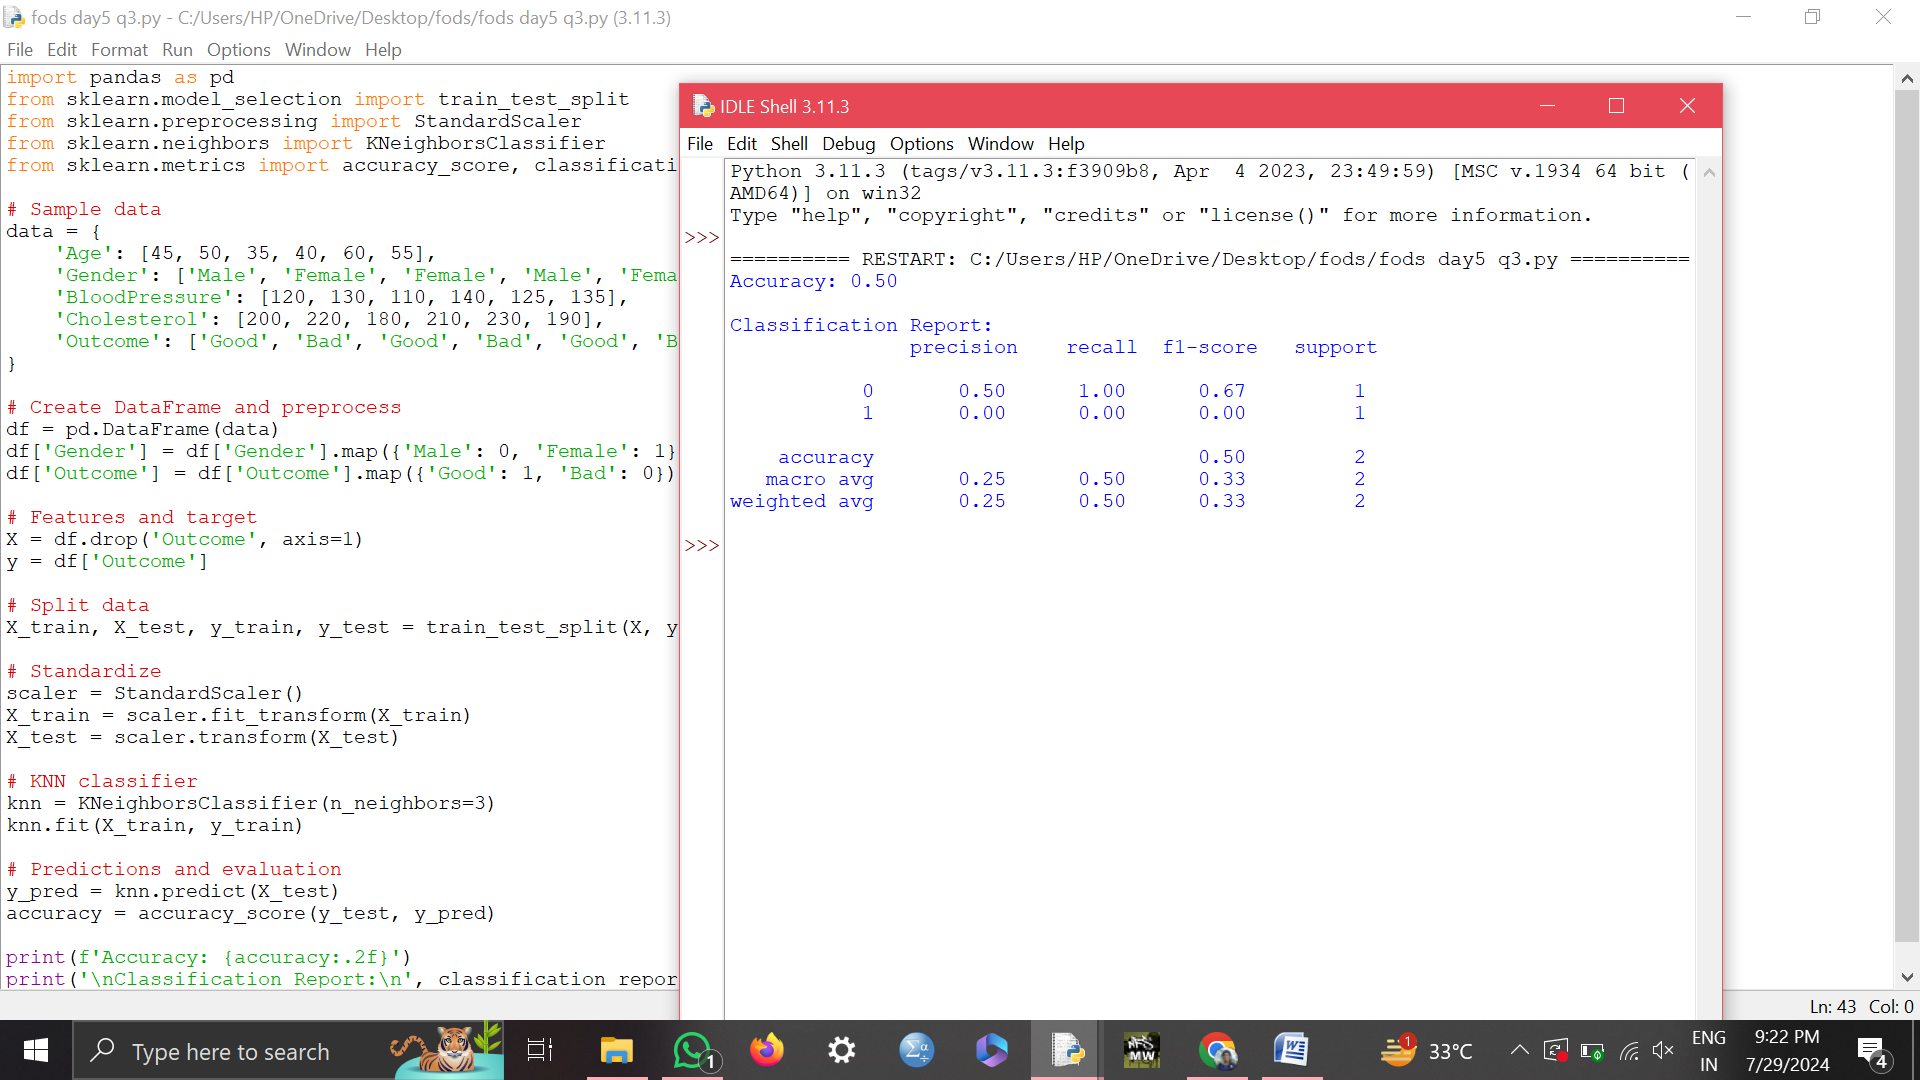 fods day5 q3.py - C:/Users/HP/OneDrive/Desktop/fods/fods day5 q3.py (3.11.3)
File Edit Format Run Options Window Help
import pandas as pd
from sklearn.model_selection import train_test_split
from sklearn.preprocessing import StandardScaler
from sklearn.neighbors import KNeighborsClassifier
from sklearn.metrics import accuracy_score, classificati
# Sample data
data = {
    'Age': [45, 50, 35, 40, 60, 55],
    'Gender': ['Male', 'Female', 'Female', 'Male', 'Fema
    'BloodPressure': [120, 130, 110, 140, 125, 135],
    'Cholesterol': [200, 220, 180, 210, 230, 190],
    'Outcome': ['Good', 'Bad', 'Good', 'Bad', 'Good', 'B
}
# Create DataFrame and preprocess
df = pd.DataFrame(data)
df['Gender'] = df['Gender'].map({'Male': 0, 'Female': 1}
df['Outcome'] = df['Outcome'].map({'Good': 1, 'Bad': 0})
# Features and target
X = df.drop('Outcome', axis=1)
y = df['Outcome']
# Split data
X_train, X_test, y_train, y_test = train_test_split(X, y
# Standardize
scaler = StandardScaler()
X_train = scaler.fit_transform(X_train)
X_test = scaler.transform(X_test)
# KNN classifier
knn = KNeighborsClassifier(n_neighbors=3)
knn.fit(X_train, y_train)
# Predictions and evaluation
y_pred = knn.predict(X_test)
accuracy = accuracy_score(y_test, y_pred)
print(f'Accuracy: {accuracy:.2f}')
print('\nClassification Report:\n', classification_repor
IDLE Shell 3.11.3
File Edit Shell Debug Options Window Help
Python 3.11.3 (tags/v3.11.3:f3909b8, Apr  4 2023, 23:49:59) [MSC v.1934 64 bit (
AMD64)] on win32
Type "help", "copyright", "credits" or "license()" for more information.
>>>
========== RESTART: C:/Users/HP/OneDrive/Desktop/fods/fods day5 q3.py ==========
Accuracy: 0.50
Classification Report:
precision recall f1-score support
0 0.50 1.00 0.67 1
1 0.00 0.00 0.00 1
accuracy 0.50 2
macro avg 0.25 0.50 0.33 2
weighted avg 0.25 0.50 0.33 2
>>>
Ln: 43 Col: 0
Type here to search
1
Σα
MW
1
33°C
ENG
IN
9:22 PM
7/29/2024
4